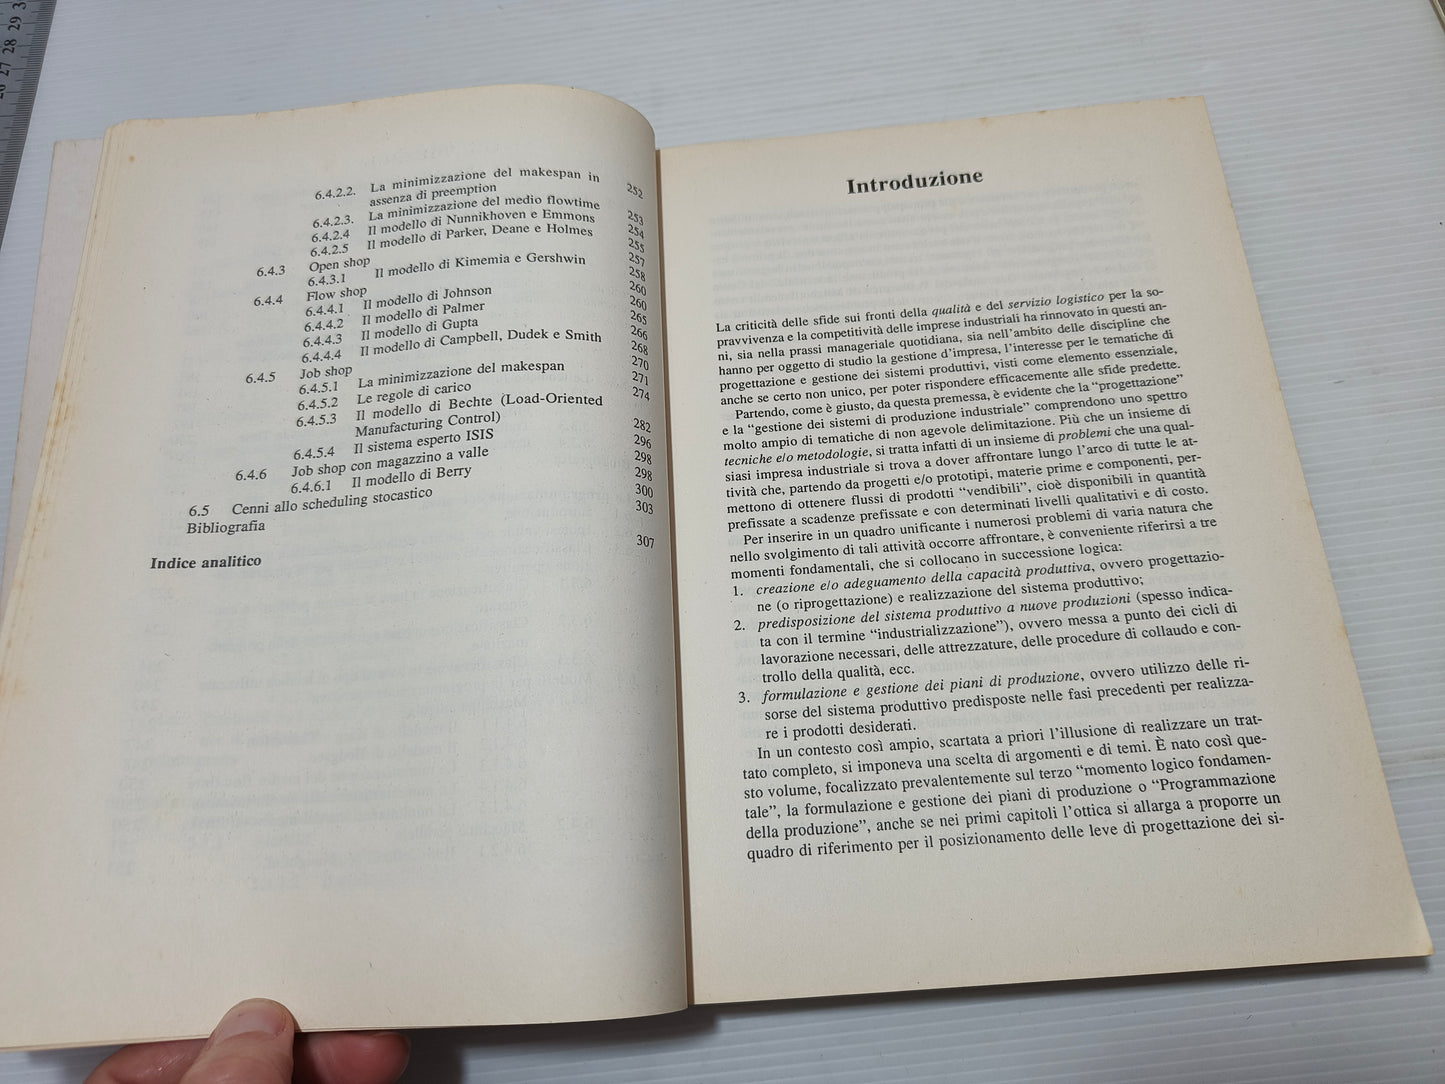 6.4.2.2. La minimizzazione del makespan in
assenza di preemption 252
6.4.2.3. La minimizzazione del medio flowtime 253
6.4.2.4 Il modello di Nunnikhoven e Emmons 254
6.4.2.5 Il modello di Parker, Deane e Holmes 255
6.4.3 Open shop 257
6.4.3.1 Il modello di Kimemia e Gershwin 258
6.4.4 Flow shop 260
6.4.4.1 Il modello di Johnson 260
6.4.4.2 Il modello di Palmer 265
6.4.4.3 Il modello di Gupta 266
6.4.4.4 Il modello di Campbell, Dudek e Smith 268
6.4.5 Job shop 270
6.4.5.1 La minimizzazione del makespan 271
6.4.5.2 Le regole di carico 274
6.4.5.3 Il modello di Bechte (Load-Oriented
Manufacturing Control) 282
6.4.5.4 Il sistema esperto ISIS 296
6.4.6 Job shop con magazzino a valle 298
6.4.6.1 Il modello di Berry 298
6.5 Cenni allo scheduling stocastico 300
Bibliografia 303
Indice analitico 307
Introduzione
La criticità delle sfide sui fronti della qualità e del servizio logistico per la so-
pravvivenza e la competitività delle imprese industriali ha rinnovato in questi an-
ni, sia nella prassi manageriale quotidiana, sia nell'ambito delle discipline che
hanno per oggetto di studio la gestione d'impresa, l'interesse per le tematiche di
progettazione e gestione dei sistemi produttivi, visti come elemento essenziale,
anche se certo non unico, per poter rispondere efficacemente alle sfide predette.
Partendo, come è giusto, da questa premessa, è evidente che la "progettazione"
e la "gestione dei sistemi di produzione industriale" comprendono uno spettro
molto ampio di tematiche di non agevole delimitazione. Più che un insieme di
tecniche e/o metodologie, si tratta infatti di un insieme di problemi che una qual-
siasi impresa industriale si trova a dover affrontare lungo l'arco di tutte le at-
tività che, partendo da progetti e/o prototipi, materie prime e componenti, per-
mettono di ottenere flussi di prodotti "vendibili", cioè disponibili in quantità
prefissate a scadenze prefissate e con determinati livelli qualitativi e di costo.
Per inserire in un quadro unificante i numerosi problemi di varia natura che
nello svolgimento di tali attività occorre affrontare, è conveniente riferirsi a tre
momenti fondamentali, che si collocano in successione logica:
1. creazione e/o adeguamento della capacità produttiva, ovvero progettazio-
ne (o riprogettazione) e realizzazione del sistema produttivo;
2. predisposizione del sistema produttivo a nuove produzioni (spesso indica-
ta con il termine "industrializzazione"), ovvero messa a punto dei cicli di
lavorazione necessari, delle attrezzature, delle procedure di collaudo e con-
trollo della qualità, ecc.
3. formulazione e gestione dei piani di produzione, ovvero utilizzo delle ri-
sorse del sistema produttivo predisposte nelle fasi precedenti per realizza-
re i prodotti desiderati.
In un contesto così ampio, scartata a priori l'illusione di realizzare un trat-
tato completo, si imponeva una scelta di argomenti e di temi. È nato così que-
sto volume, focalizzato prevalentemente sul terzo "momento logico fondamen-
tale", la formulazione e gestione dei piani di produzione o "Programmazione
della produzione", anche se nei primi capitoli l'ottica si allarga a proporre un
quadro di riferimento per il posizionamento delle leve di progettazione dei si-